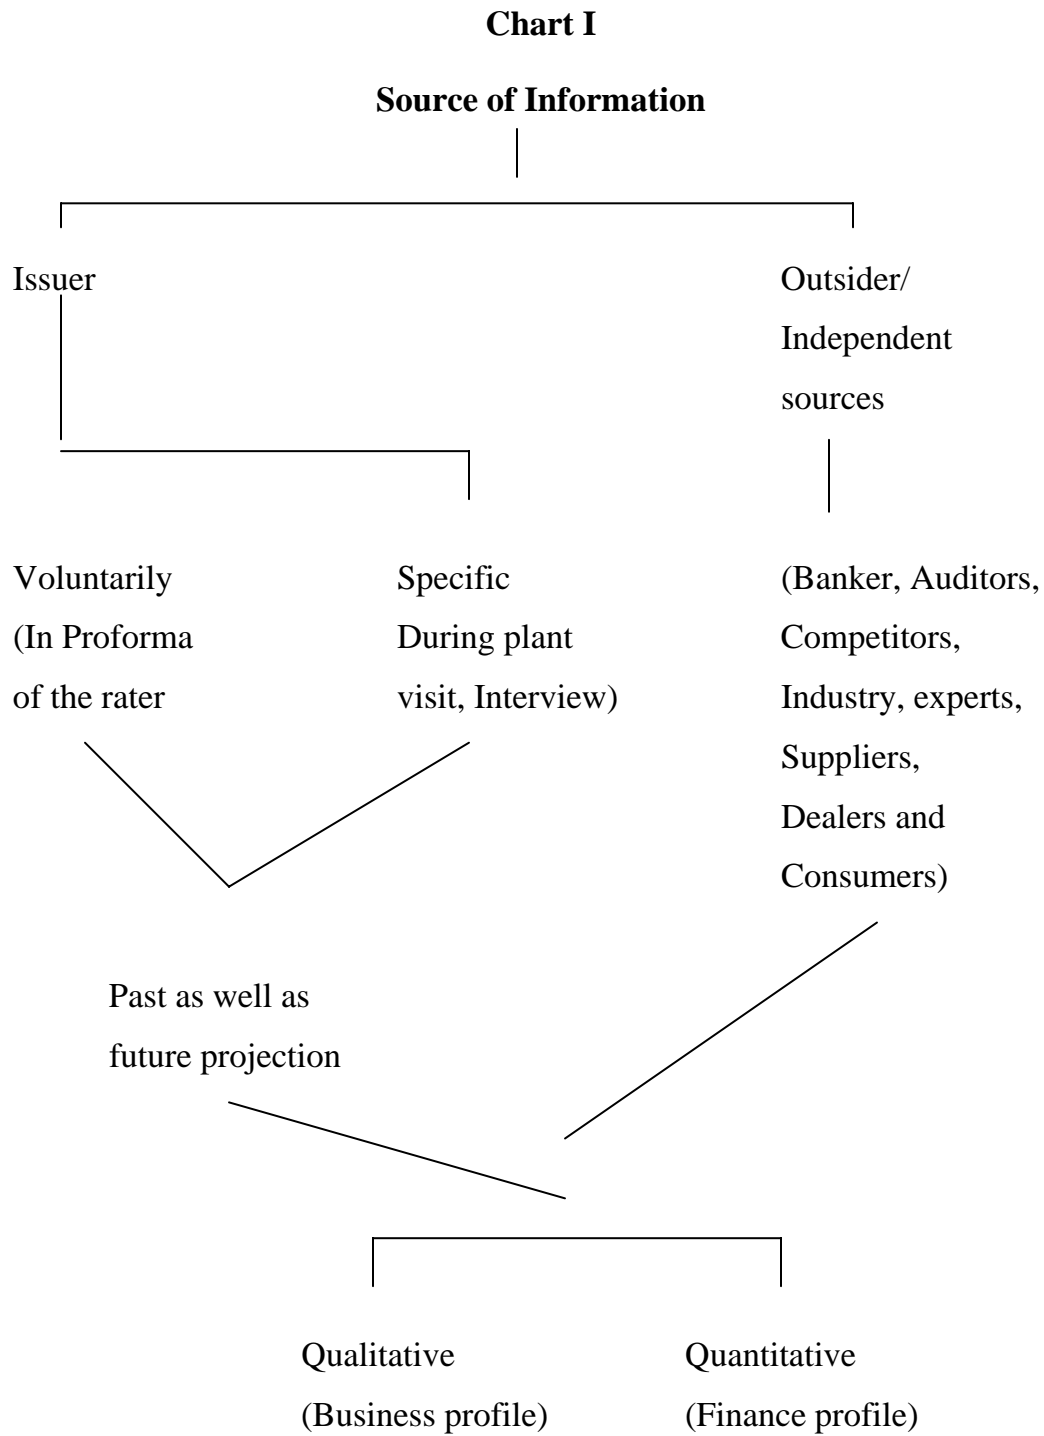 Chart I
Source of Information
Issuer
Outsider/
Independent
sources
Voluntarily
(In Proforma
of the rater
Specific
During plant
visit, Interview)
(Banker, Auditors,
Competitors,
Industry, experts,
Suppliers,
Dealers and
Consumers)
Past as well as
future projection
Qualitative
(Business profile)
Quantitative
(Finance profile)